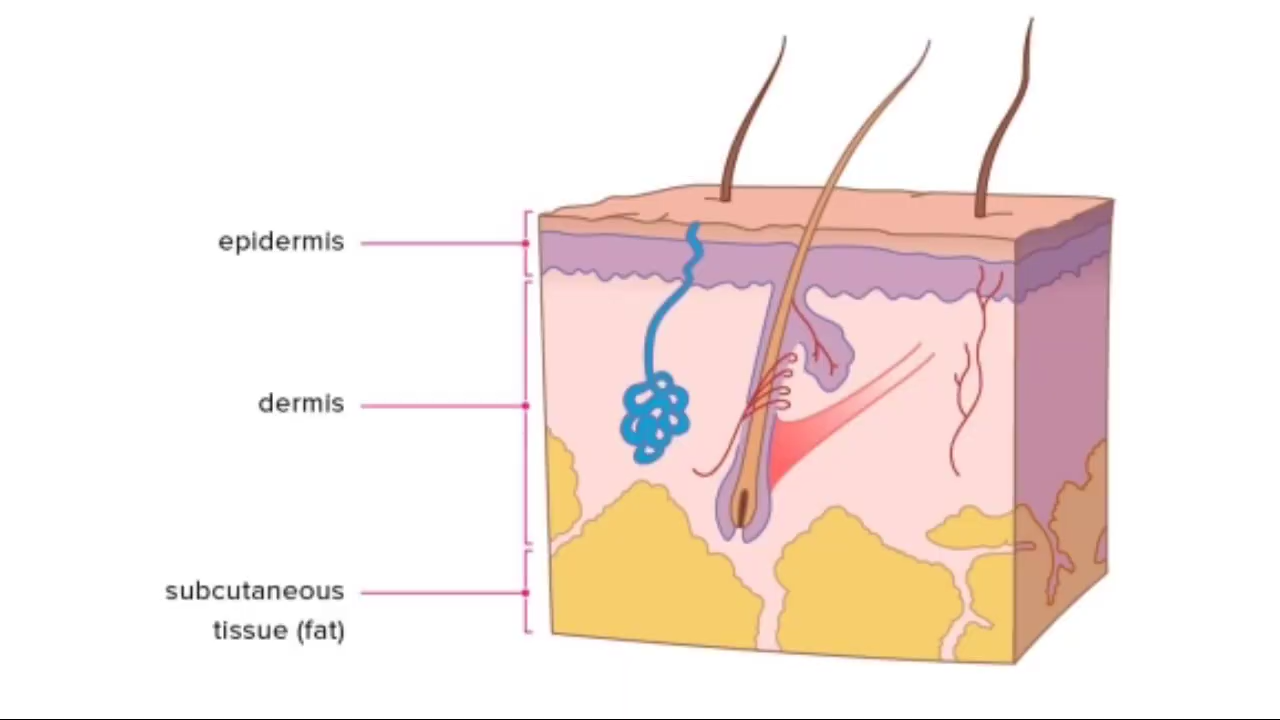 epidermis
dermis
subcutaneous
tissue (fat)